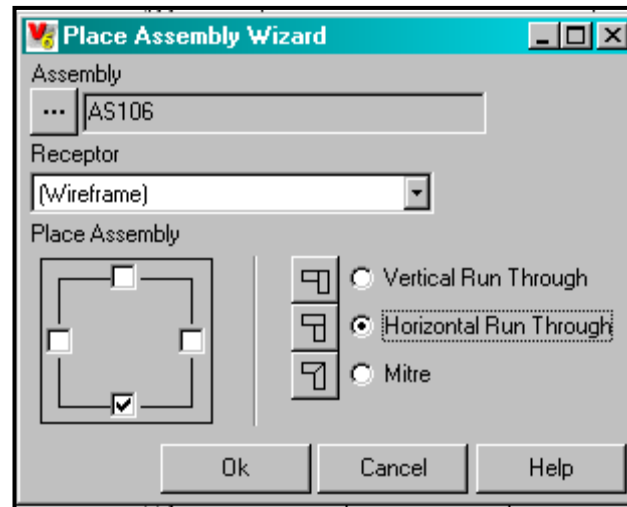 Place Assembly Wizard
Assembly
... AS106
Receptor
(Wireframe)
Place Assembly
Vertical Run Through
Horizontal Run Through
Mitre
Ok Cancel Help